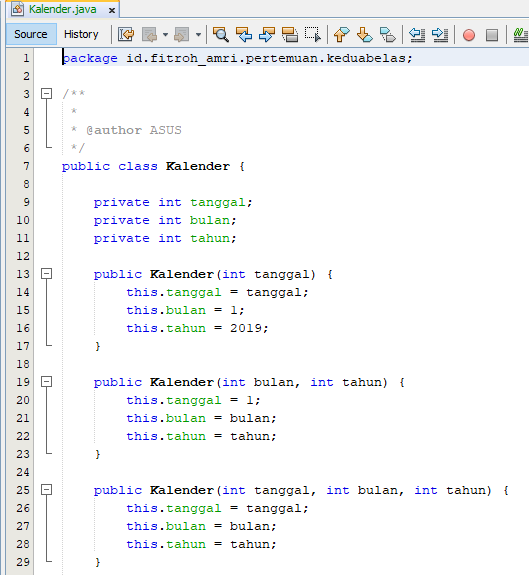 Kalender.java
Source History
1 package id.fitroh_amri.pertemuan.keduabelas;
2
3 /**
4 *
5 * @author ASUS
6 */
7 public class Kalender {
8
9 private int tanggal;
10 private int bulan;
11 private int tahun;
12
13 public Kalender(int tanggal) {
14 this.tanggal = tanggal;
15 this.bulan = 1;
16 this.tahun = 2019;
17 }
18
19 public Kalender(int bulan, int tahun) {
20 this.tanggal = 1;
21 this.bulan = bulan;
22 this.tahun = tahun;
23 }
24
25 public Kalender(int tanggal, int bulan, int tahun) {
26 this.tanggal = tanggal;
27 this.bulan = bulan;
28 this.tahun = tahun;
29 }